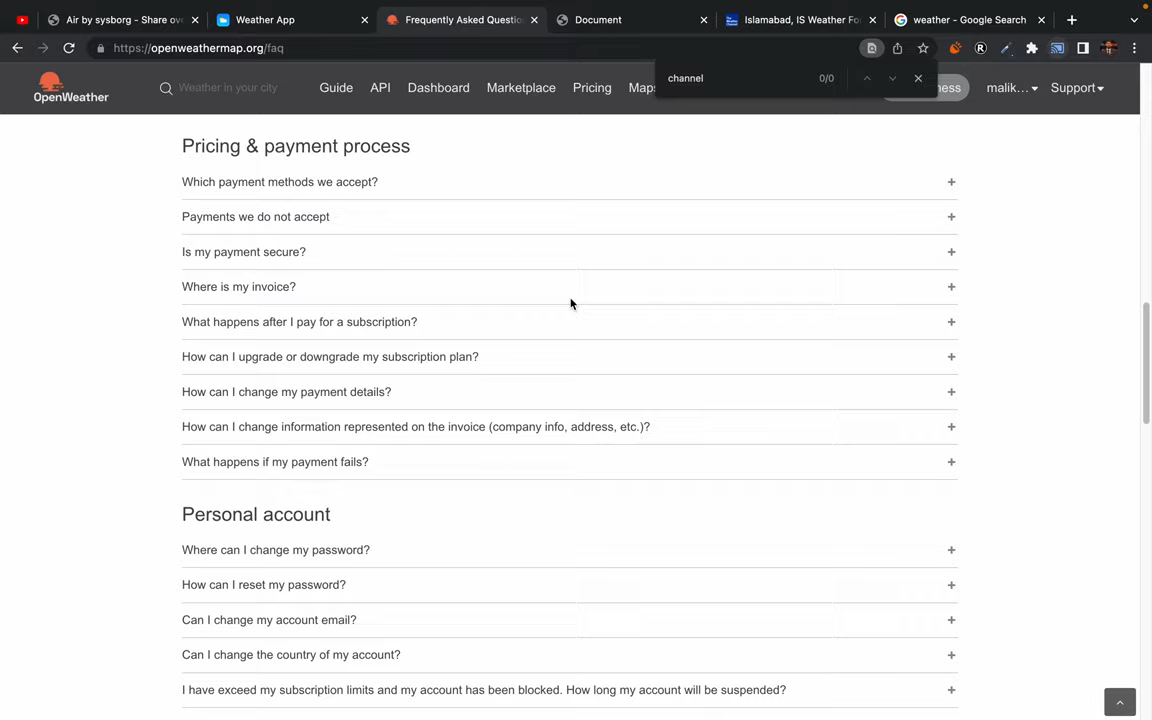 Air by sysborg - Share ove
Weather App
Frequently Asked Questio
Document
Islamabad, IS Weather Fo
weather - Google Search
https://openweathermap.org/faq
channel
0/0
OpenWeather
Weather in your city
Guide
API
Dashboard
Marketplace
Pricing
Maps
ness
malik...
Support
Pricing & payment process
Which payment methods we accept?
Payments we do not accept
Is my payment secure?
Where is my invoice?
What happens after I pay for a subscription?
How can I upgrade or downgrade my subscription plan?
How can I change my payment details?
How can I change information represented on the invoice (company info, address, etc.)?
What happens if my payment fails?
Personal account
Where can I change my password?
How can I reset my password?
Can I change my account email?
Can I change the country of my account?
I have exceed my subscription limits and my account has been blocked. How long my account will be suspended?